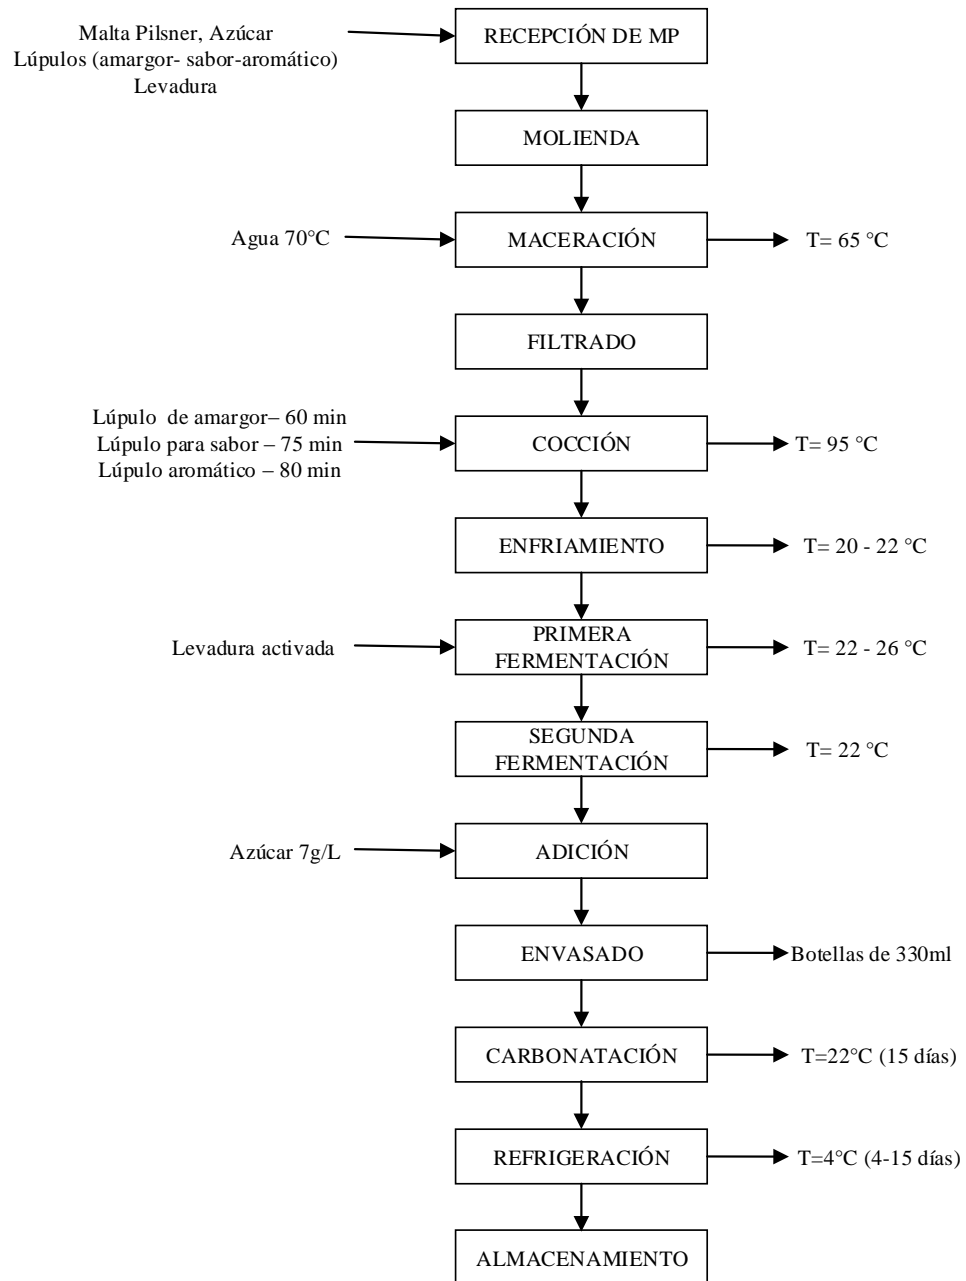 Malta Pilsner, Azúcar
Lúpulos (amargor- sabor-aromático)
Levadura
RECEPCIÓN DE MP
MOLIENDA
Agua 70°C
MACERACIÓN
T= 65 °C
FILTRADO
Lúpulo de amargor– 60 min
Lúpulo para sabor – 75 min
Lúpulo aromático – 80 min
COCCIÓN
T= 95 °C
ENFRIAMIENTO
T= 20 - 22 °C
Levadura activada
PRIMERA
FERMENTACIÓN
T= 22 - 26 °C
SEGUNDA
FERMENTACIÓN
T= 22 °C
Azúcar 7g/L
ADICIÓN
ENVASADO
Botellas de 330ml
CARBONATACIÓN
T=22°C (15 días)
REFRIGERACIÓN
T=4°C (4-15 días)
ALMACENAMIENTO